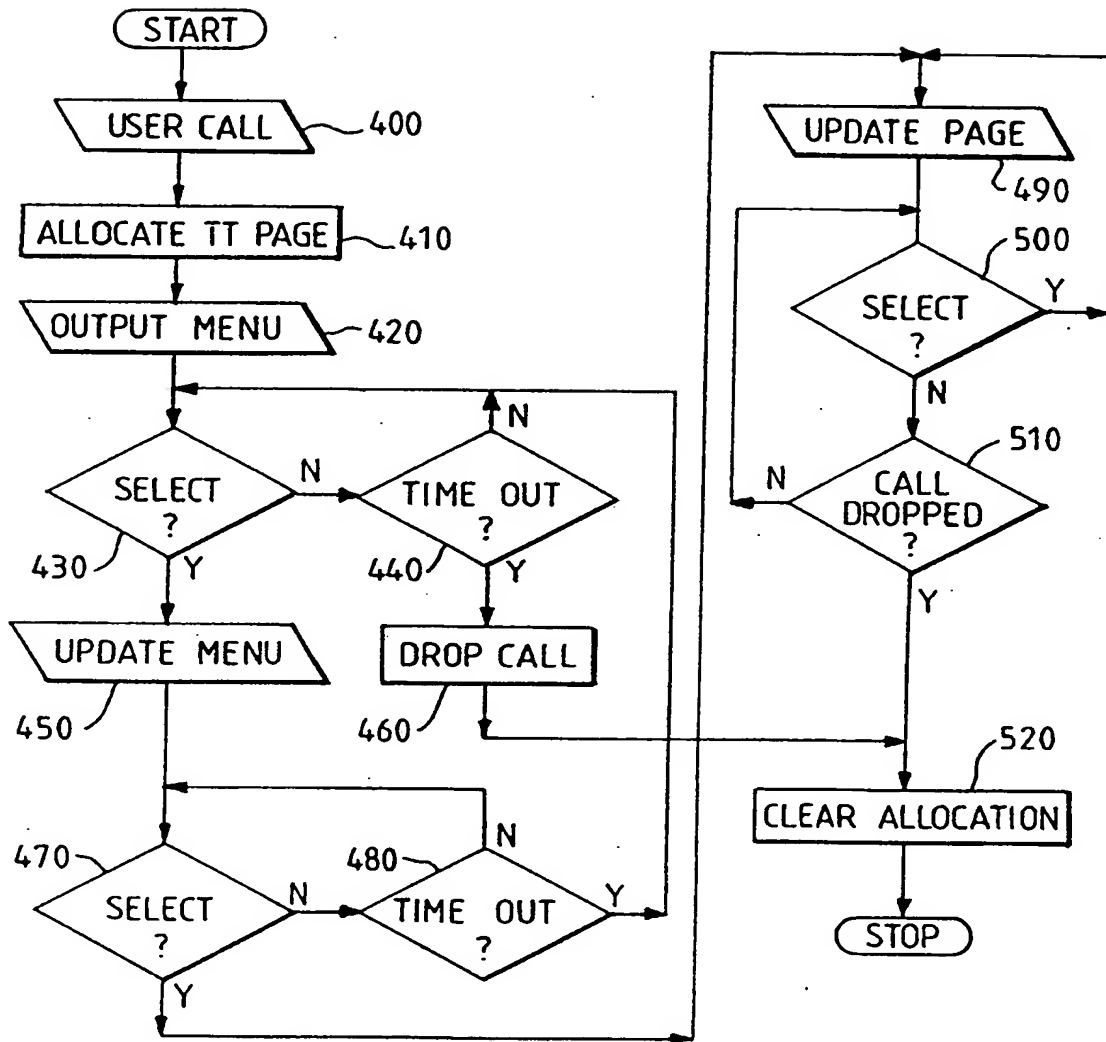 START
USER CALL
400
ALLOCATE TT PAGE
410
OUTPUT MENU
420
SELECT
?
430
N
Y
TIME OUT
?
440
N
Y
UPDATE MENU
450
DROP CALL
460
SELECT
?
470
N
Y
TIME OUT
?
480
N
Y
UPDATE PAGE
490
SELECT
?
500
Y
N
CALL
DROPPED
?
510
N
Y
CLEAR ALLOCATION
520
STOP